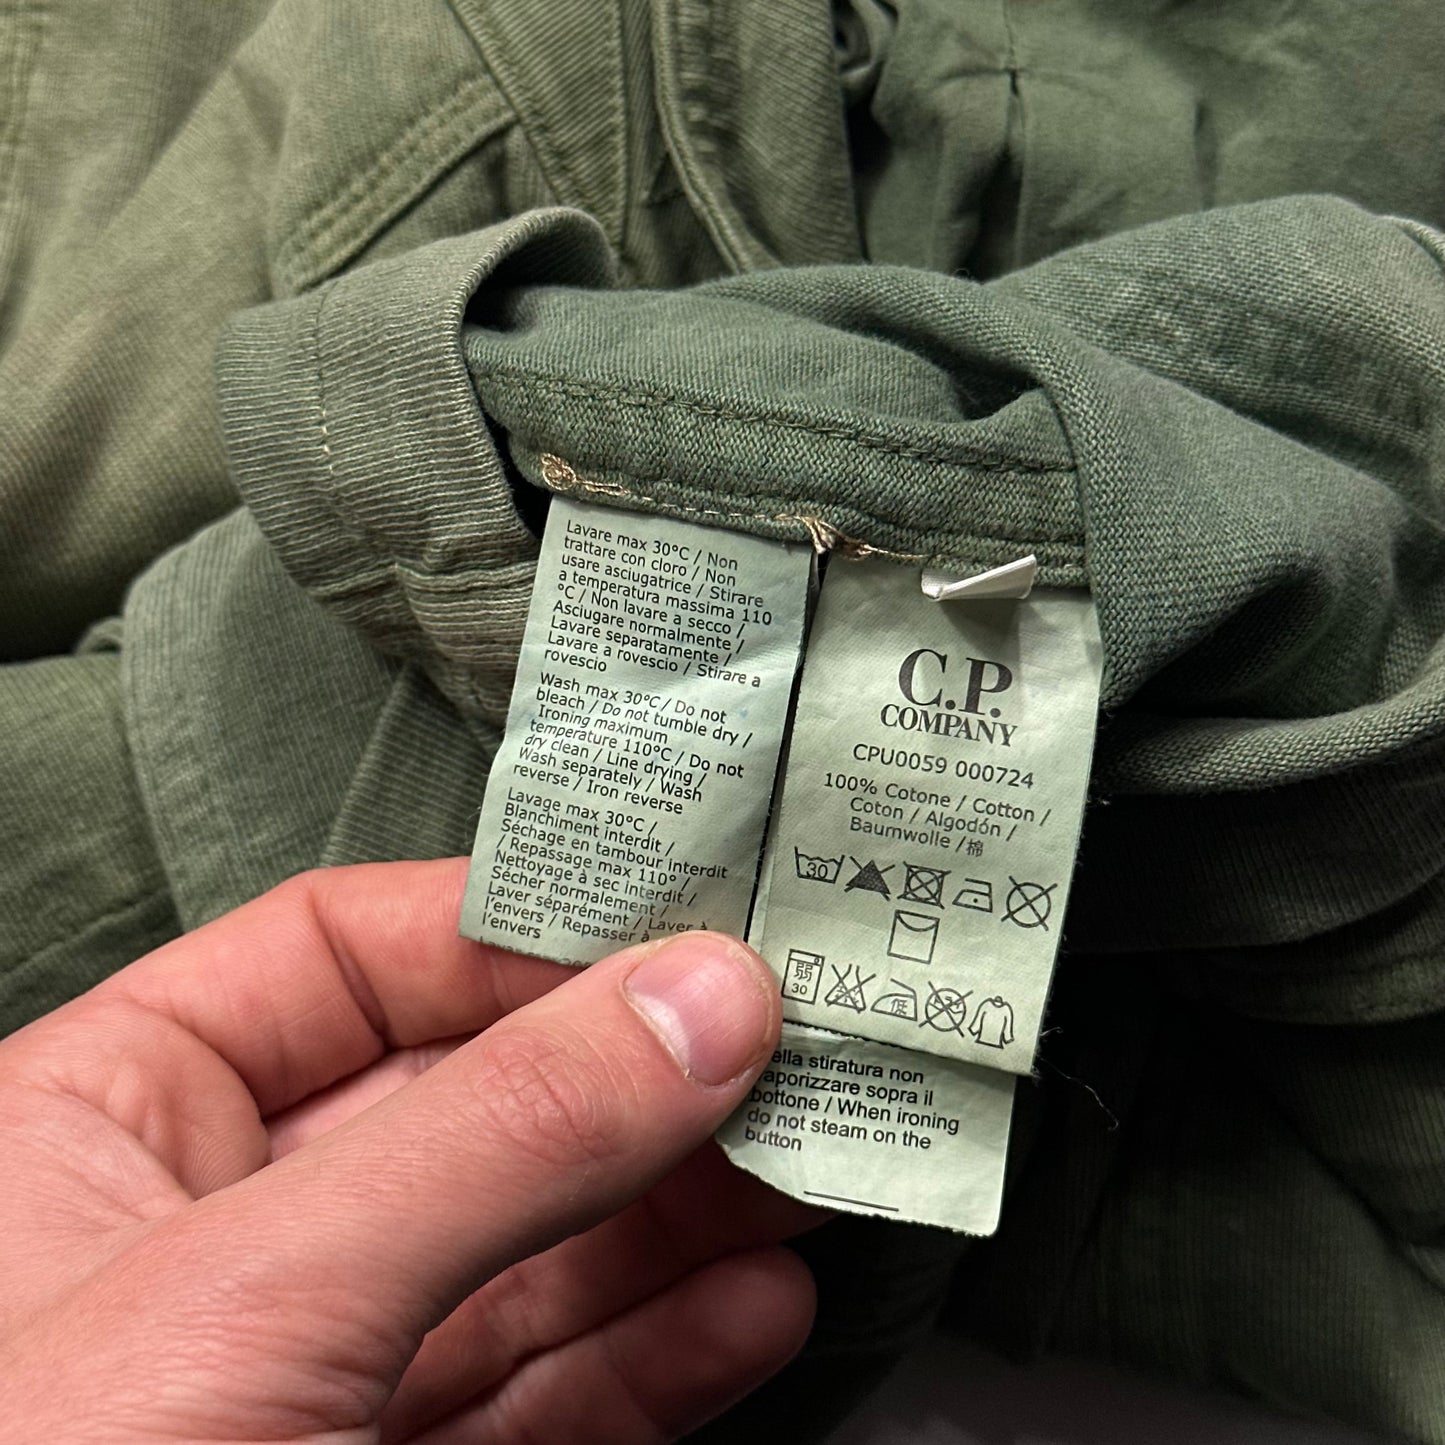 Lavare max 30°C / Non
trattare con cloro / Non
usare asciugatrice / Stirare
a temperatura massima 110
°C / Non lavare a secco /
Asciugare normalmente /
Lavare separatamente /
Lavare a rovescio / Stirare a
rovescio
Wash max 30°C / Do not
bleach / Do not tumble dry /
Ironing maximum
temperature 110°C / Do not
dry clean / Line drying /
Wash separately / Wash
reverse / Iron reverse
Lavage max 30°C /
Blanchiment interdit /
Séchage en tambour interdit
/ Repassage max 110° /
Nettoyage à sec interdit /
Sécher normalement /
Laver séparément / Laver à
l'envers / Repasser à
l'envers
C.P.
COMPANY
CPU0059 000724
100% Cotone / Cotton /
Coton / Algodón /
Baumwolle /棉
30
弱
30
低
ella stiratura non
aporizzare sopra il
bottone / When ironing
do not steam on the
button